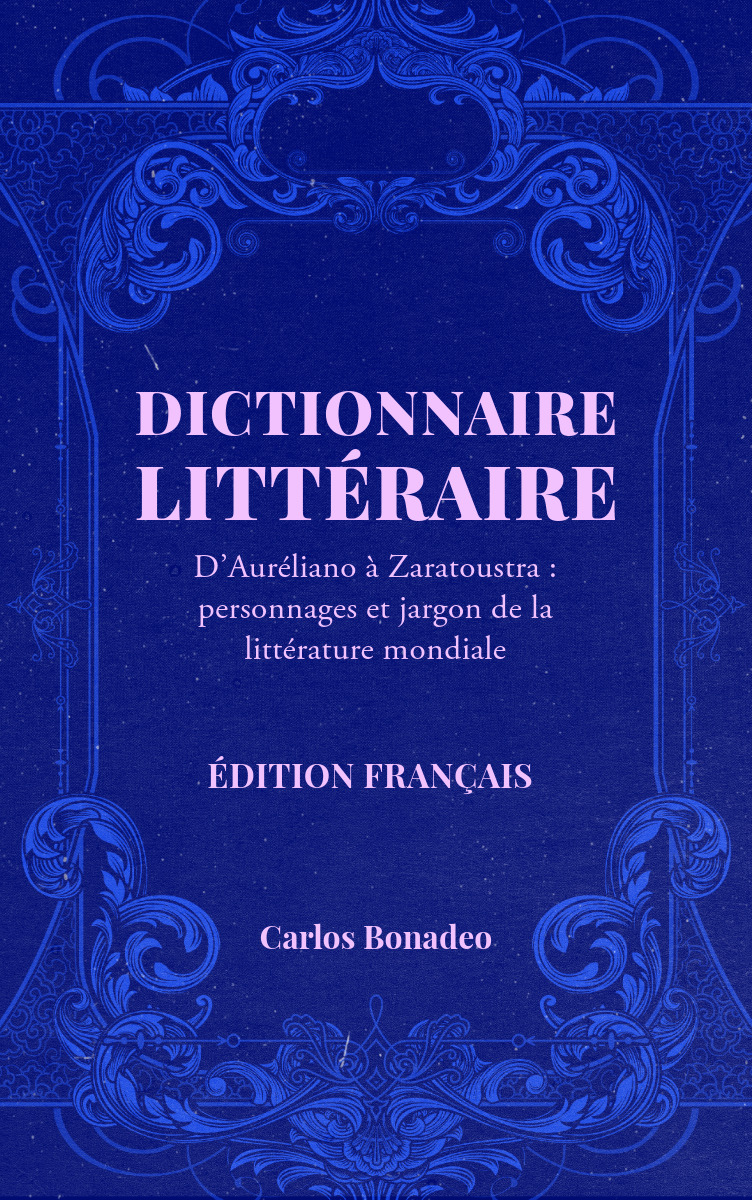 DICTIONNAIRE
LITTÉRAIRE
D’Auréliano à Zaratoustra :
personnages et jargon de la
littérature mondiale
ÉDITION FRANÇAIS
Carlos Bonadeo